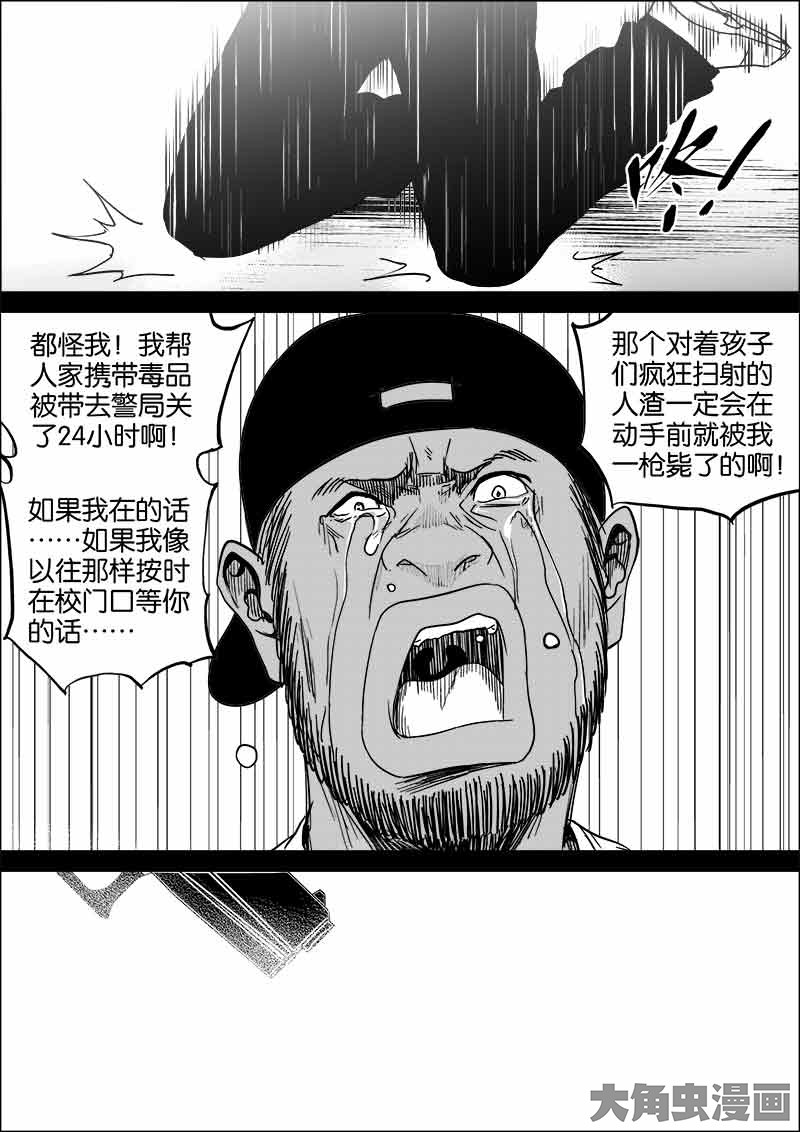 咚！
都怪我！我帮
人家携带毒品
被带去警局关
了24小时啊！
如果我在的话
……如果我像
以往那样按时
在校门口等你
的话……
那个对着孩子
们疯狂扫射的
人渣一定会在
动手前就被我
一枪毙了的啊！
大角虫漫画